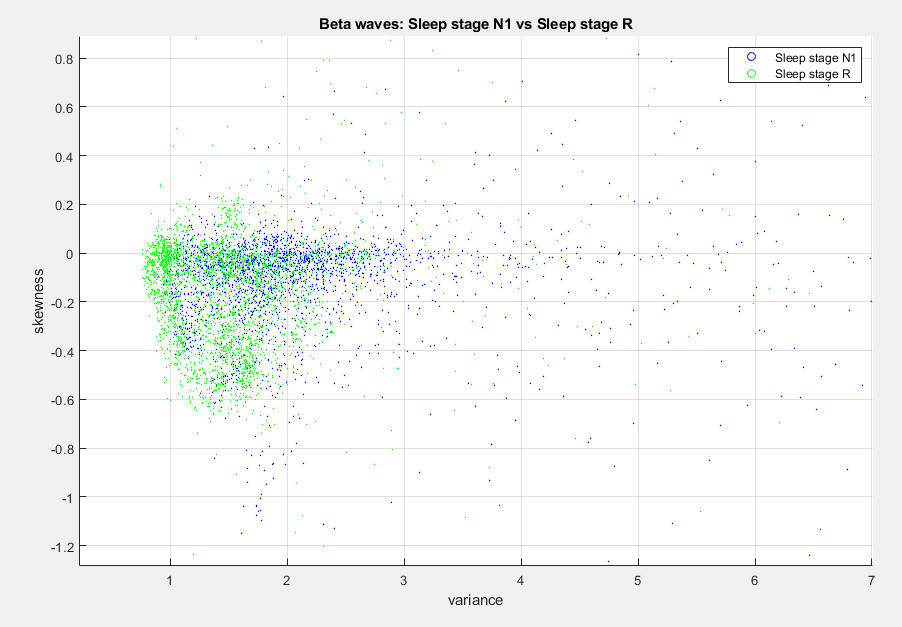 Beta waves: Sleep stage N1 vs Sleep stage R
Sleep stage N1
Sleep stage R
0.8
0.6
0.4
0.2
0
-0.2
-0.4
-0.6
-0.8
-1
-1.2
skewness
1 2 3 4 5 6 7
variance